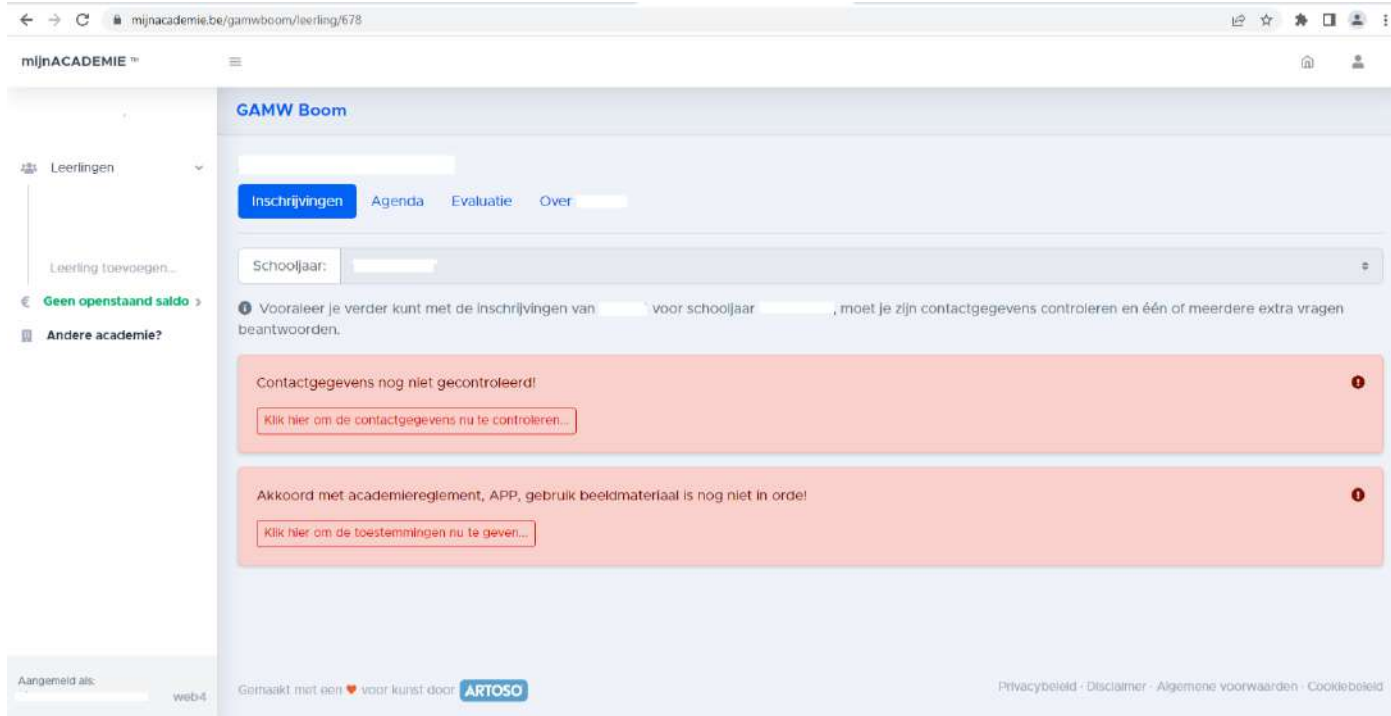 mijnacademie.be/gamwboom/leerling/678
mijnACADEMIE ™
GAMW Boom
Leerlingen
Inschrijvingen Agenda Evaluatie Over
Leerling toevoegen...
Schooljaar:
€ Geen openstaand saldo
Andere academie?
Vooraleer je verder kunt met de inschrijvingen van voor schooljaar , moet je zijn contactgegevens controleren en één of meerdere extra vragen
beantwoorden.
Contactgegevens nog niet gecontroleerd!
Klik hier om de contactgegevens nu te controleren...
Akkoord met academiereglement, APP, gebruik beeldmateriaal is nog niet in orde!
Klik hier om de toestemmingen nu te geven...
Aangemeld als:
web4
Gemaakt met een ♥ voor kunst door ARTOSO
Privacybeleid · Disclaimer · Algemene voorwaarden · Cookiebeleid